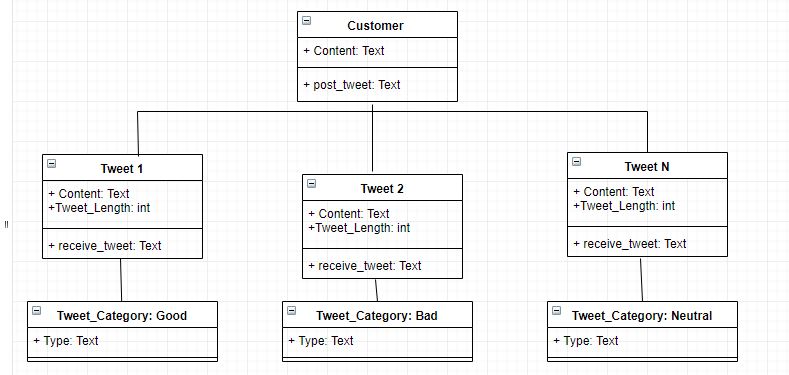 Customer
+ Content: Text
+ post_tweet: Text
Tweet 1
+ Content: Text
+Tweet_Length: int
+ receive_tweet: Text
Tweet 2
+ Content: Text
+Tweet_Length: int
+ receive_tweet: Text
Tweet N
+ Content: Text
+Tweet_Length: int
+ receive_tweet: Text
Tweet_Category: Good
+ Type: Text
Tweet_Category: Bad
+ Type: Text
Tweet_Category: Neutral
+ Type: Text